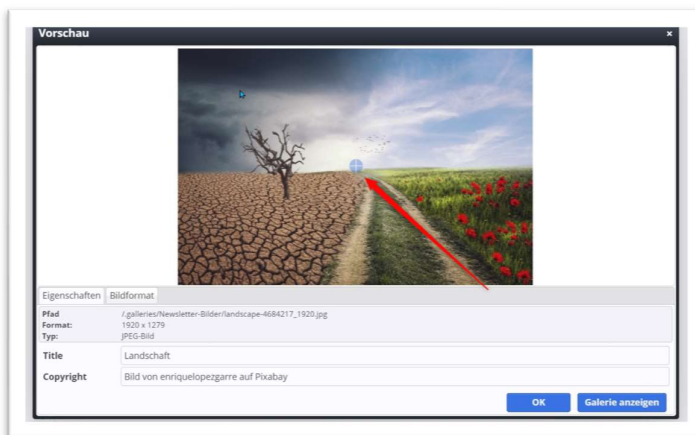 Vorschau ×
Eigenschaften Bildformat
Pfad /.galleries/Newsletter-Bilder/landscape-4684217_1920.jpg
Format: 1920 x 1279
Typ: JPEG-Bild
Title Landschaft
Copyright Bild von enriquelopezgarre auf Pixabay
OK Galerie anzeigen